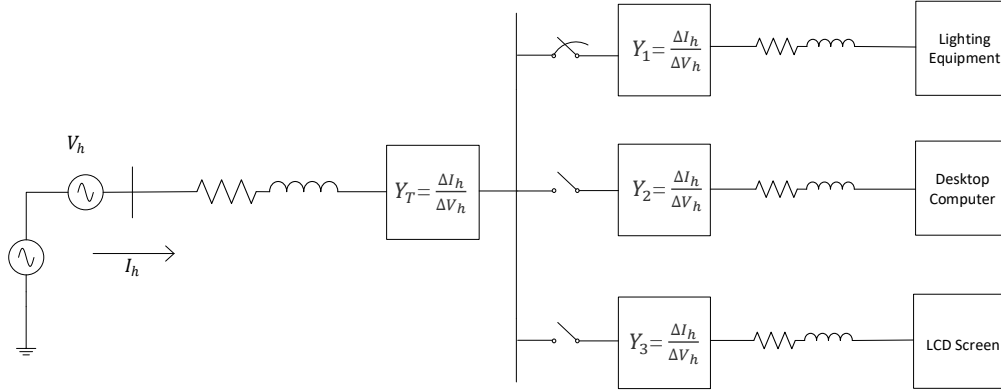 V_h
I_h
Y_T = ΔI_h / ΔV_h
Y_1 = ΔI_h / ΔV_h
Lighting
Equipment
Y_2 = ΔI_h / ΔV_h
Desktop
Computer
Y_3 = ΔI_h / ΔV_h
LCD Screen